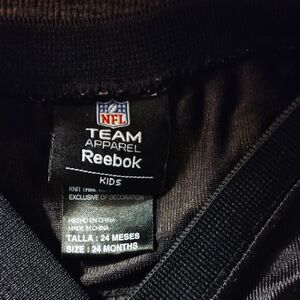 NFL
TEAM
APPAREL
Reebok
KIDS
KNIT
EXCLUSIVE OF DECORATION
HECHO EN CHINA
MADE IN CHINA
TALLA : 24 MESES
SIZE : 24 MONTHS